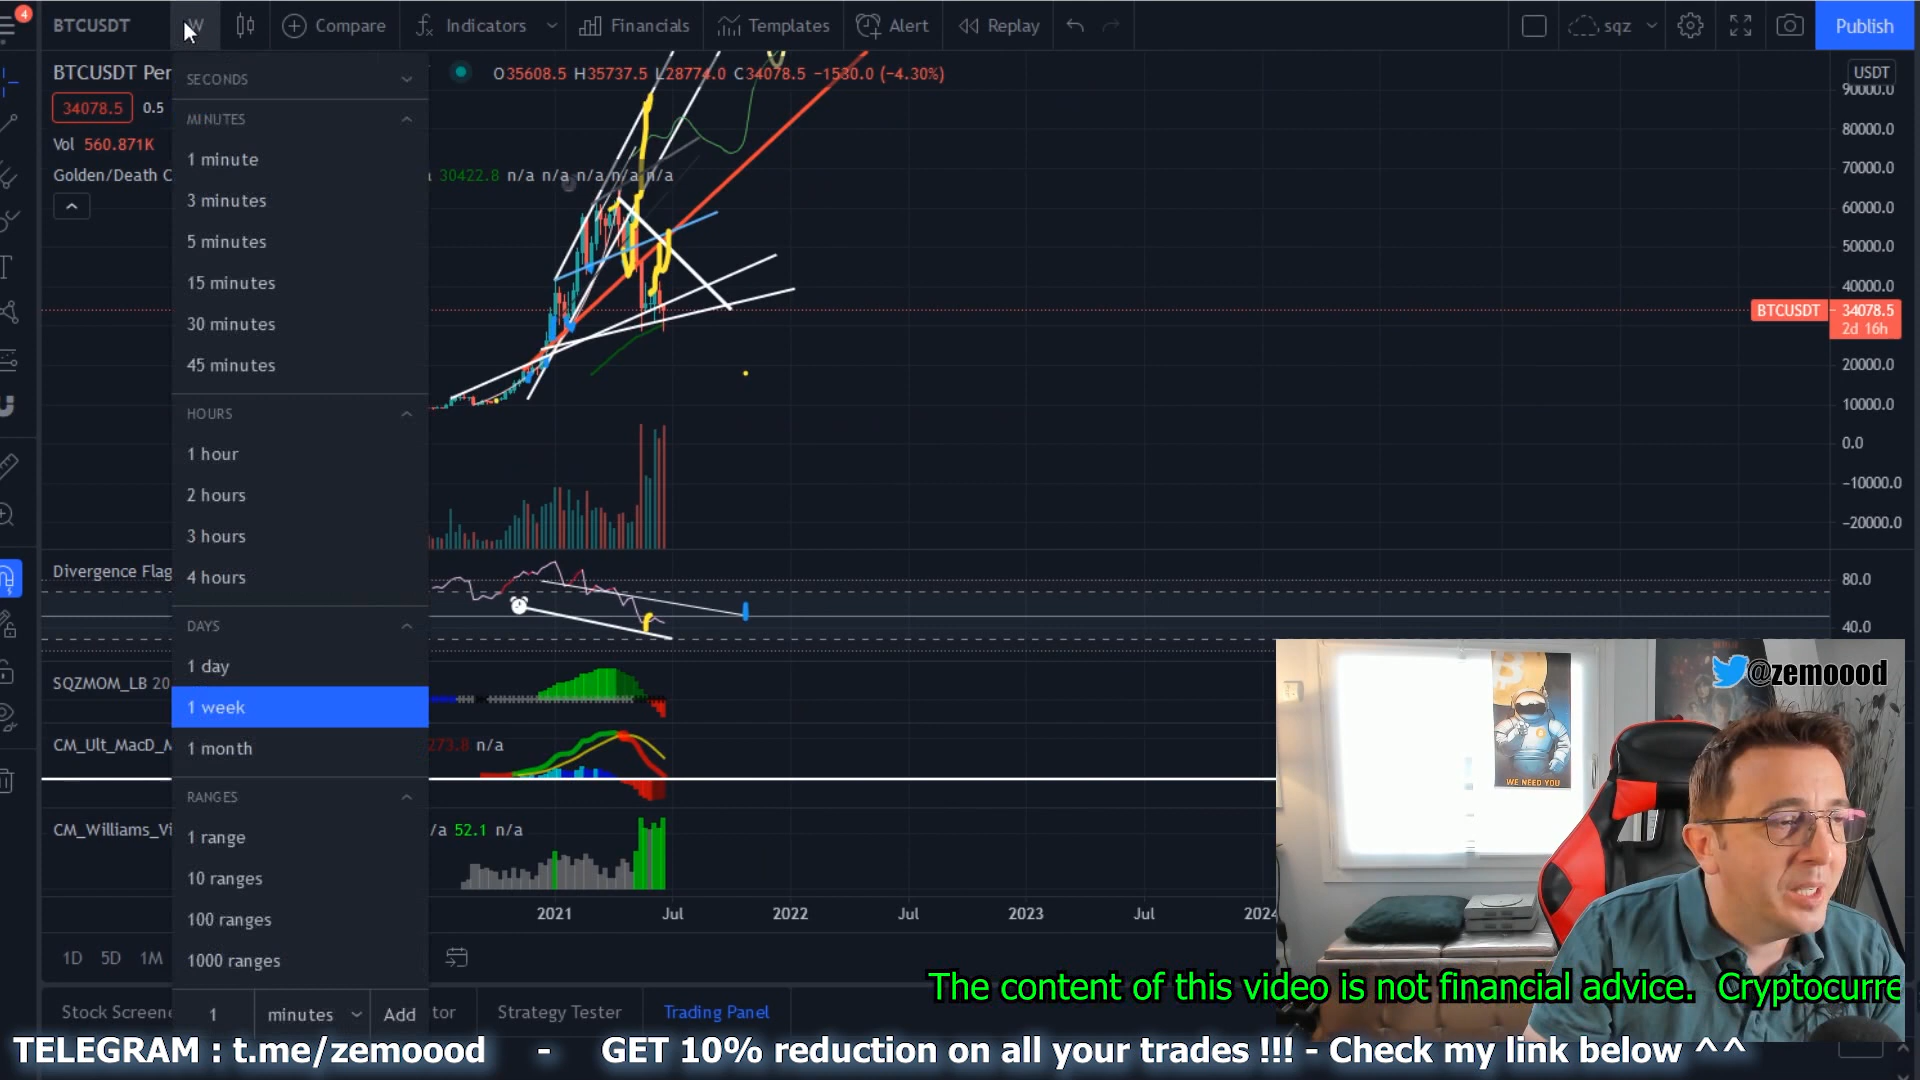 4
BTCUSDT
W
Compare
Indicators
Financials
Templates
Alert
Replay
sqz
Publish
BTCUSDT Per
O35608.5 H35737.5 L28774.0 C34078.5 −1530.0 (−4.30%)
USDT
34078.5
0.5
Vol 560.871K
Golden/Death C
30422.8 n/a n/a n/a n/a n/a
SECONDS
MINUTES
1 minute
3 minutes
5 minutes
15 minutes
30 minutes
45 minutes
HOURS
1 hour
2 hours
3 hours
4 hours
DAYS
1 day
1 week
1 month
RANGES
1 range
10 ranges
100 ranges
1000 ranges
1
minutes
Add
90000.0
80000.0
70000.0
60000.0
50000.0
40000.0
BTCUSDT
34078.5
2d 16h
20000.0
10000.0
0.0
−10000.0
−20000.0
Divergence Flag
80.0
40.0
SQZMOM_LB 20
CM_Ult_MacD_M
273.8 n/a
CM_Williams_Vi
/a 52.1 n/a
2021
Jul
2022
Jul
2023
Jul
2024
1D
5D
1M
Stock Screene
tor
Strategy Tester
Trading Panel
@zemoood
WE NEED YOU
The content of this video is not financial advice. Cryptocurre
TELEGRAM : t.me/zemoood - GET 10% reduction on all your trades !!! - Check my link below ^^